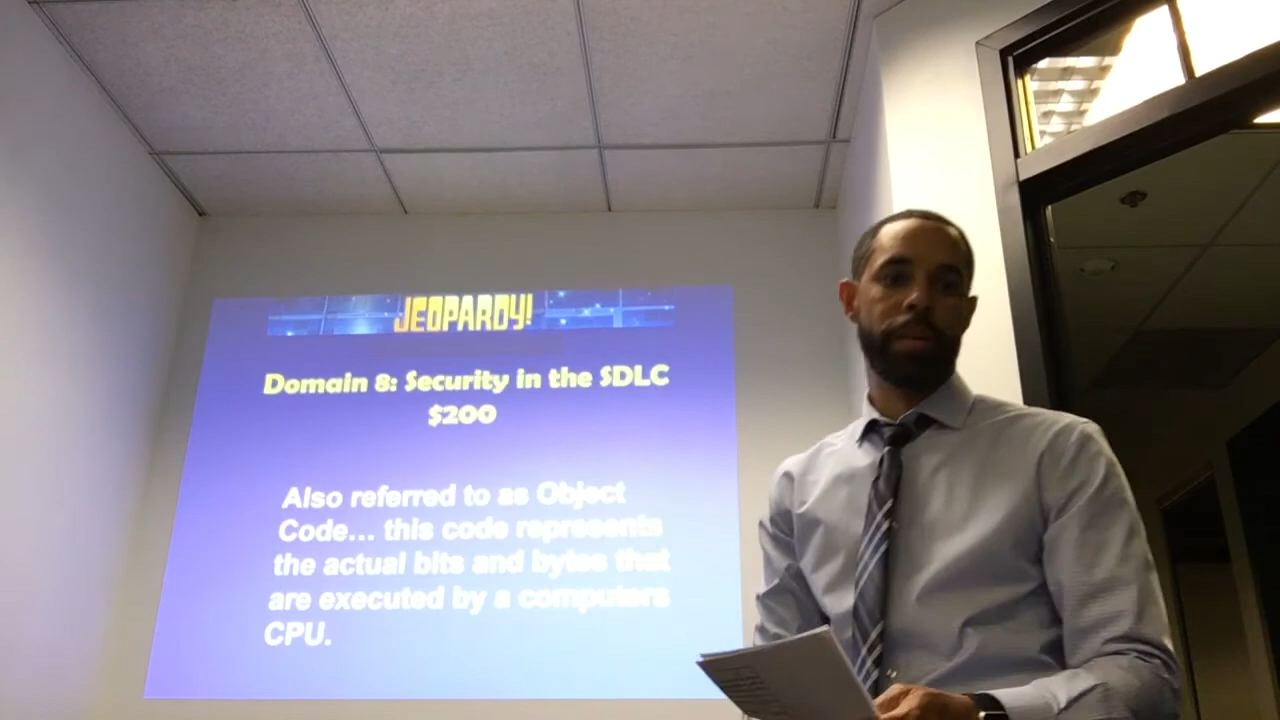 JEOPARDY!
Domain 8: Security in the SDLC
$200
Also referred to as Object
Code... this code represents
the actual bits and bytes that
are executed by a computers
CPU.